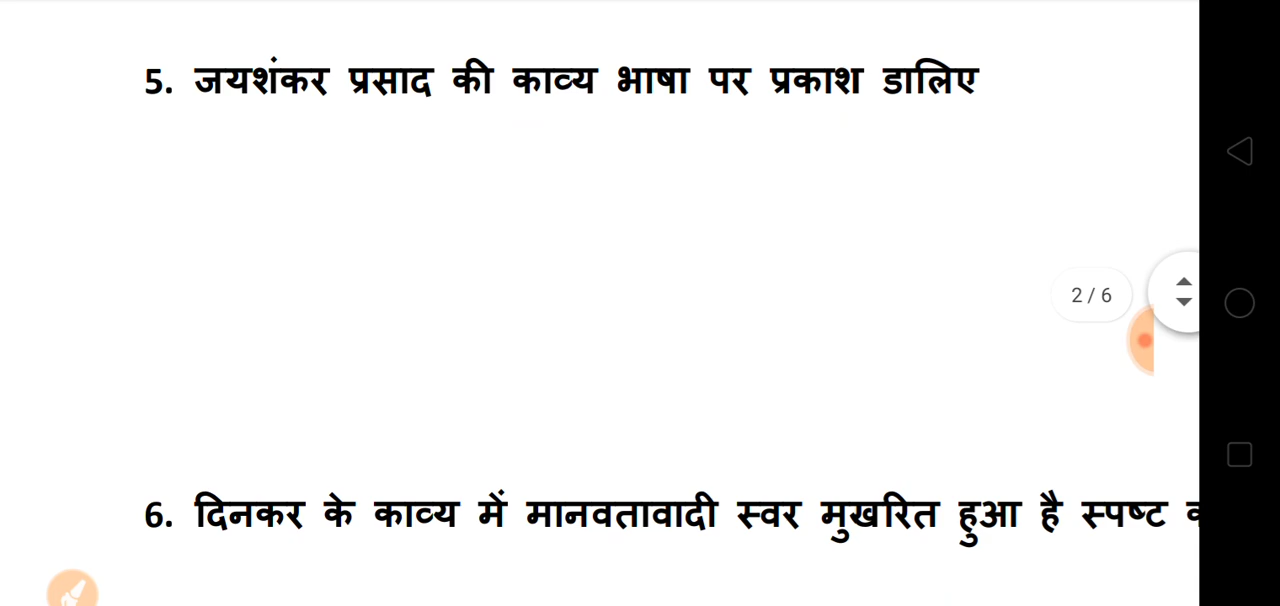 5. जयशंकर प्रसाद की काव्य भाषा पर प्रकाश डालिए
2 / 6
6. दिनकर के काव्य में मानवतावादी स्वर मुखरित हुआ है स्पष्ट